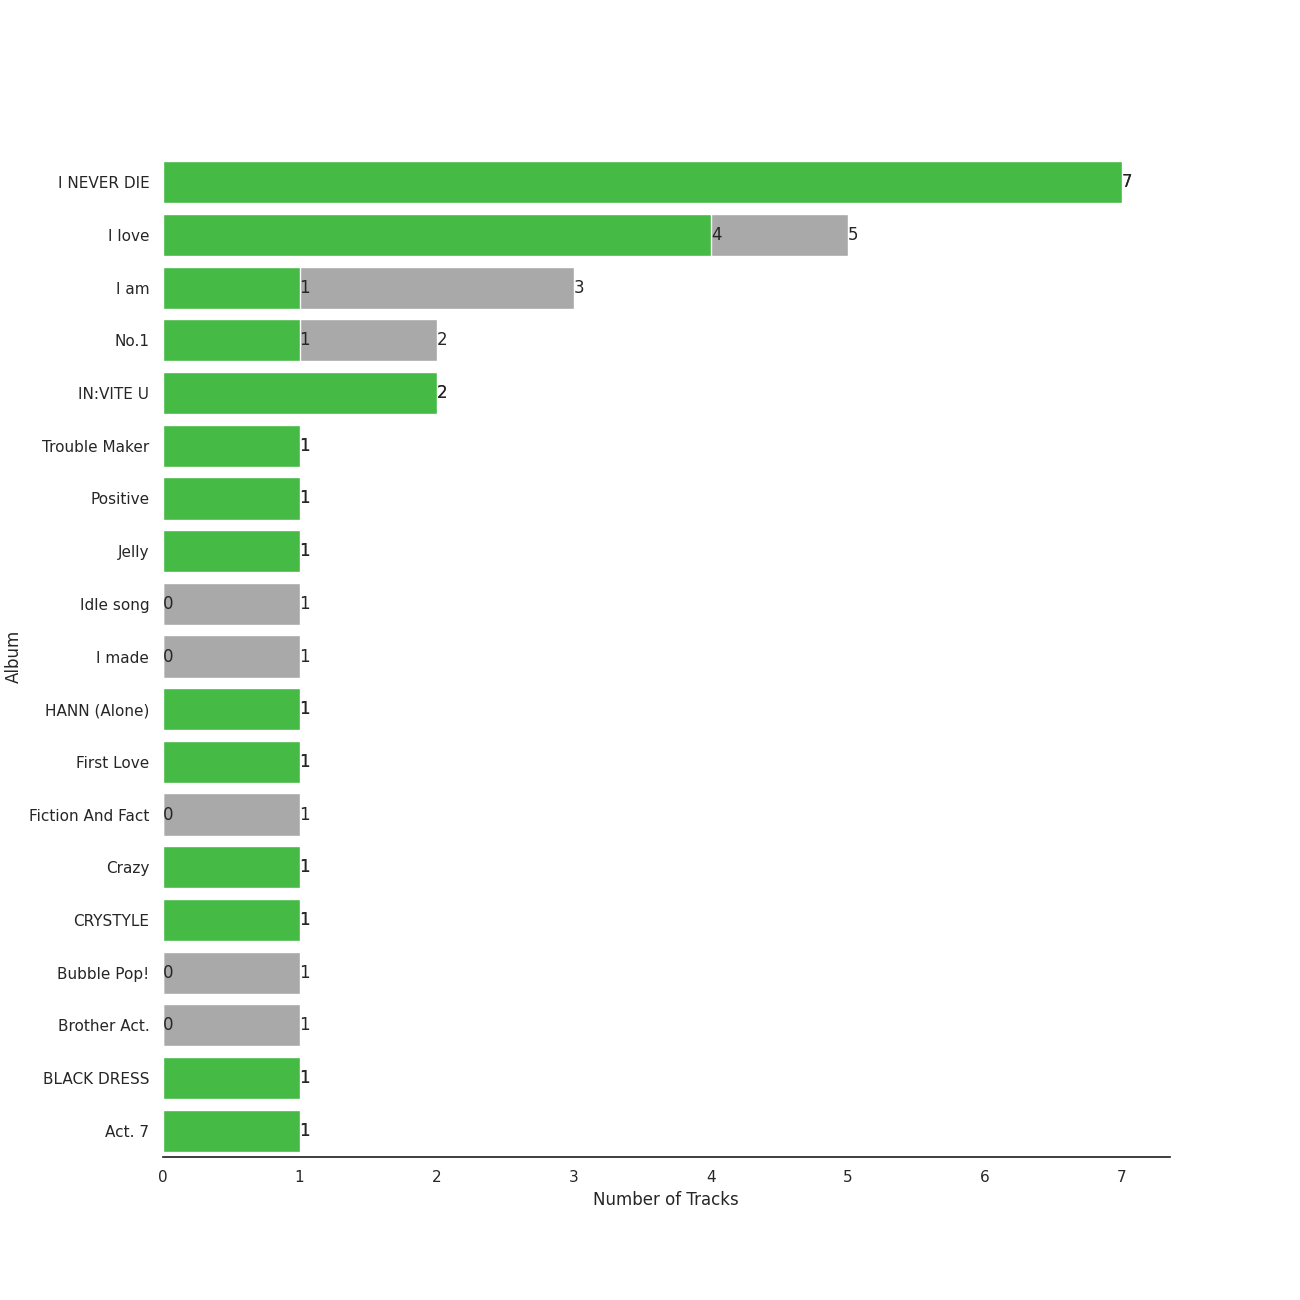 I NEVER DIE 7
I love 4 5
I am 1 3
No.1 1 2
IN:VITE U 2
Trouble Maker 1
Positive 1
Jelly 1
Idle song 0 1
I made 0 1
HANN (Alone) 1
First Love 1
Fiction And Fact 0 1
Crazy 1
CRYSTYLE 1
Bubble Pop! 0 1
Brother Act. 0 1
BLACK DRESS 1
Act. 7 1
Album
0 1 2 3 4 5 6 7
Number of Tracks